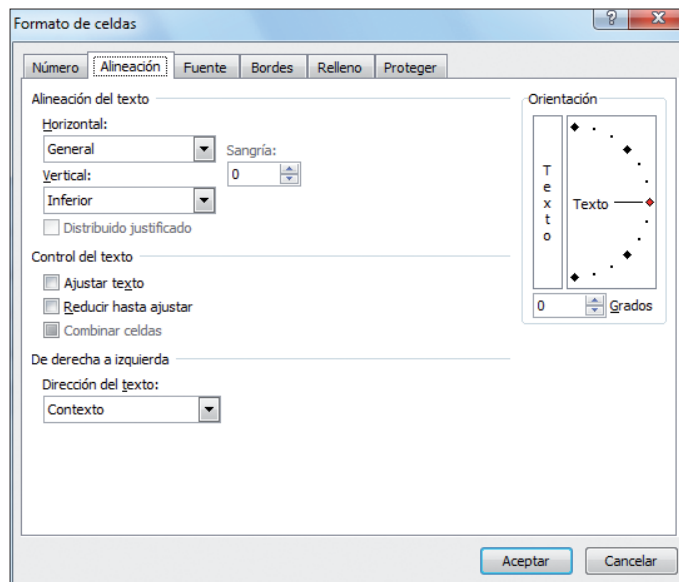 Formato de celdas
Número Alineación Fuente Bordes Relleno Proteger
Alineación del texto
Horizontal:
General
Sangría:
0
Vertical:
Inferior
Distribuido justificado
Control del texto
Ajustar texto
Reducir hasta ajustar
Combinar celdas
De derecha a izquierda
Dirección del texto:
Contexto
Orientación
Texto
Texto
0 Grados
Aceptar Cancelar